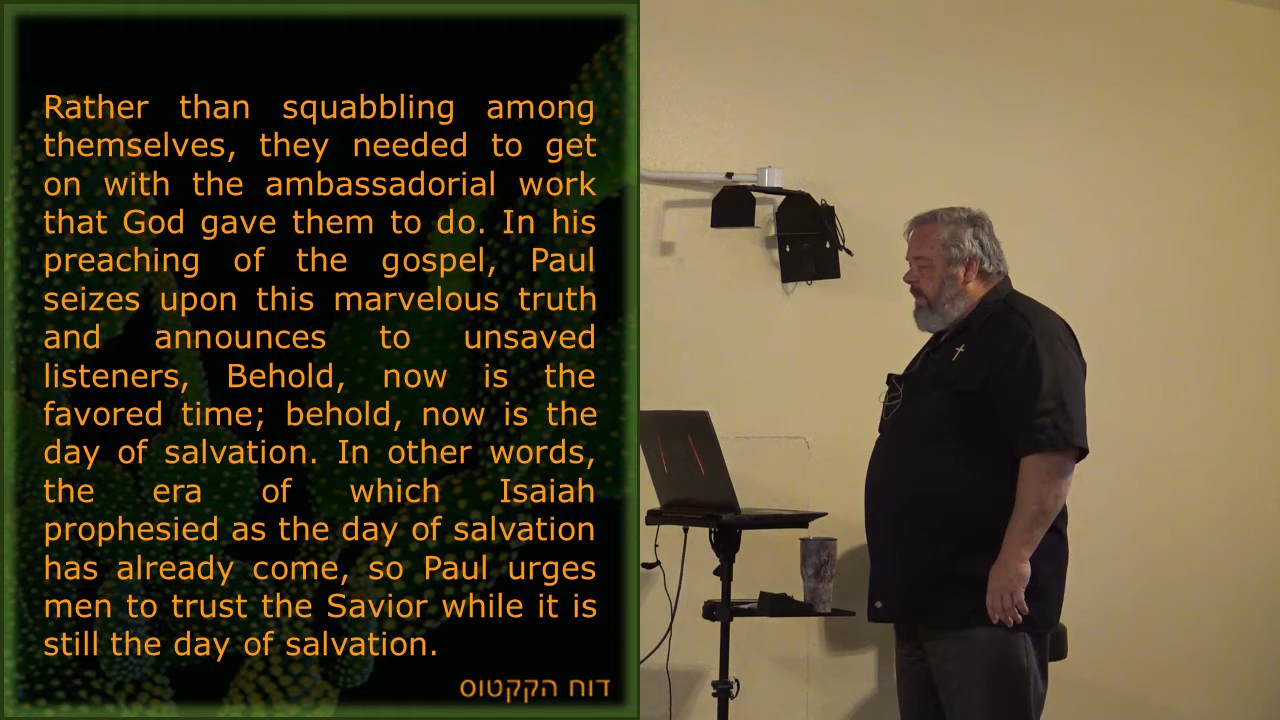 Rather than squabbling among
themselves, they needed to get
on with the ambassadorial work
that God gave them to do. In his
preaching of the gospel, Paul
seizes upon this marvelous truth
and announces to unsaved
listeners, Behold, now is the
favored time; behold, now is the
day of salvation. In other words,
the era of which Isaiah
prophesied as the day of salvation
has already come, so Paul urges
men to trust the Savior while it is
still the day of salvation.
דוח הקקטוס